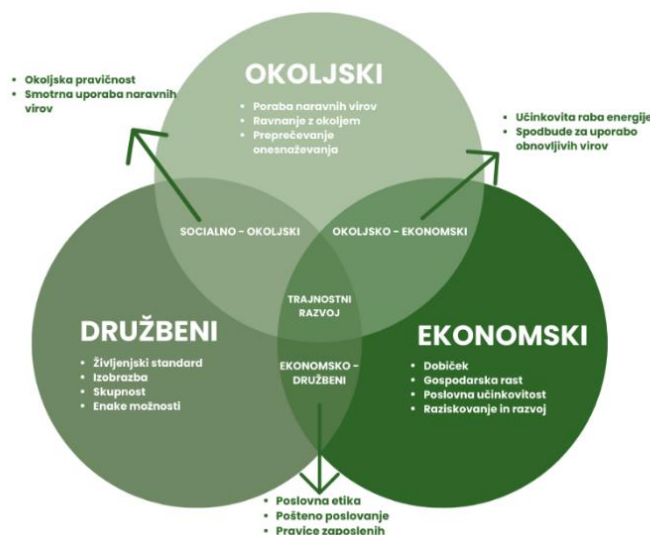 OKOLJSKI
• Poraba naravnih virov
• Ravnanje z okoljem
• Preprečevanje
onesnaževanja
• Okoljska pravičnost
• Smotrna uporaba naravnih
virov
• Učinkovita raba energije
• Spodbude za uporabo
obnovljivih virov
SOCIALNO - OKOLJSKI
OKOLJSKO - EKONOMSKI
TRAJNOSTNI
RAZVOJ
DRUŽBENI
• Življenjski standard
• Izobrazba
• Skupnost
• Enake možnosti
EKONOMSKO -
DRUŽBENI
EKONOMSKI
• Dobiček
• Gospodarska rast
• Poslovna učinkovitost
• Raziskovanje in razvoj
• Poslovna etika
• Pošteno poslovanje
• Pravice zaposlenih